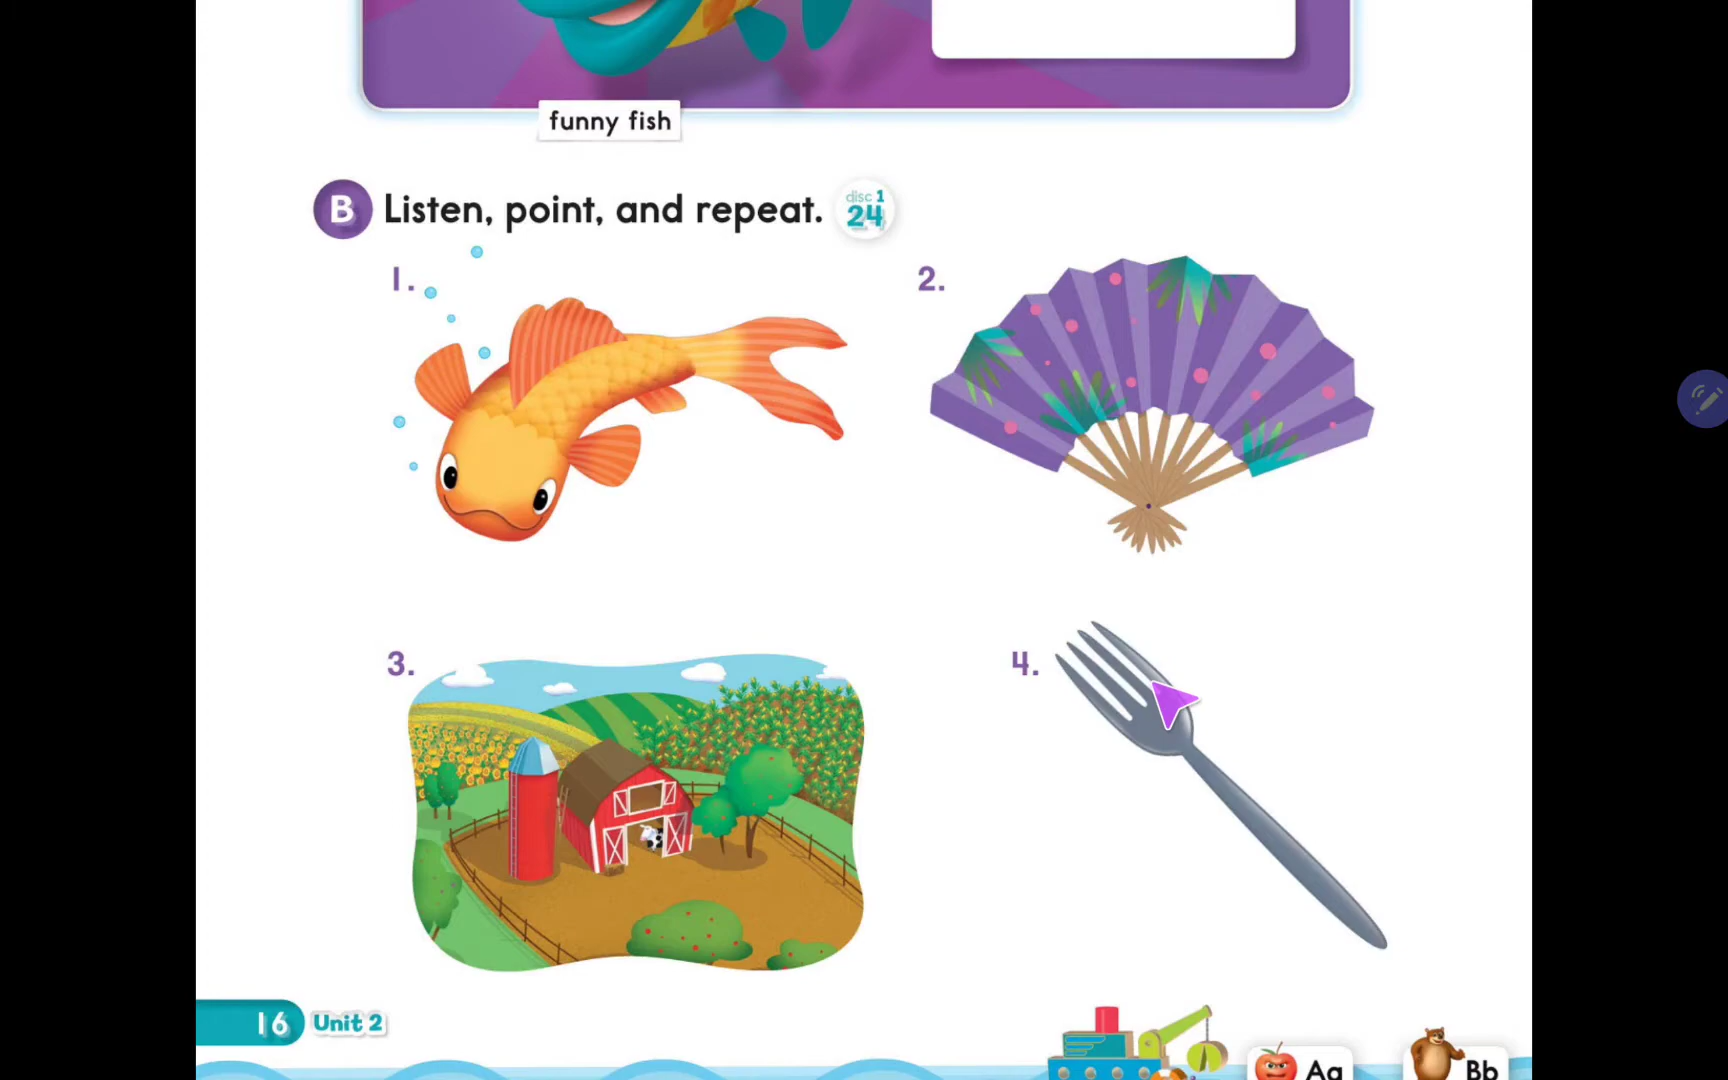 funny fish
B Listen, point, and repeat. disc 1 24
1.
2.
3.
4.
16 Unit 2
Aa
Bb